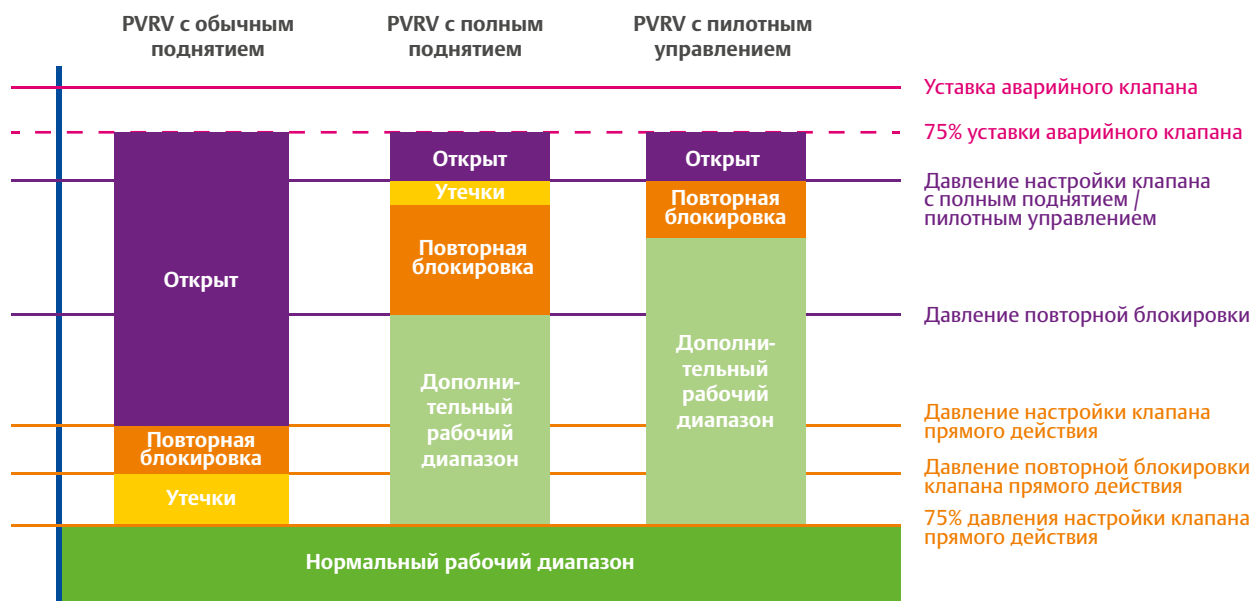 PVRV с обычным
поднятием
PVRV с полным
поднятием
PVRV с пилотным
управлением
Уставка аварийного клапана
75% уставки аварийного клапана
Давление настройки клапана
с полным поднятием /
пилотным управлением
Давление повторной блокировки
Давление настройки клапана
прямого действия
Давление повторной блокировки
клапана прямого действия
75% давления настройки клапана
прямого действия
Открыт
Повторная
блокировка
Утечки
Открыт
Утечки
Повторная
блокировка
Дополни-
тельный
рабочий
диапазон
Открыт
Повторная
блокировка
Дополни-
тельный
рабочий
диапазон
Нормальный рабочий диапазон